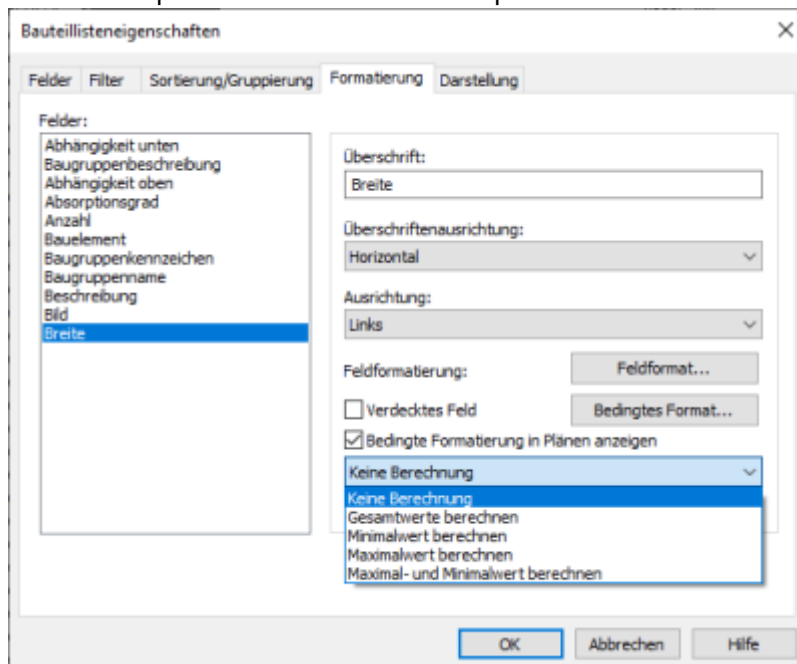 Bauteillisteneigenschaften
Felder Filter Sortierung/Gruppierung Formatierung Darstellung
Felder:
Abhängigkeit unten
Baugruppenbeschreibung
Abhängigkeit oben
Absorptionsgrad
Anzahl
Bauelement
Baugruppenkennzeichen
Baugruppenname
Beschreibung
Bild
Breite
Überschrift:
Breite
Überschriftenausrichtung:
Horizontal
Ausrichtung:
Links
Feldformatierung:
Feldformat...
Verdecktes Feld
Bedingtes Format...
Bedingte Formatierung in Plänen anzeigen
Keine Berechnung
Keine Berechnung
Gesamtwerte berechnen
Minimalwert berechnen
Maximalwert berechnen
Maximal- und Minimalwert berechnen
OK Abbrechen Hilfe